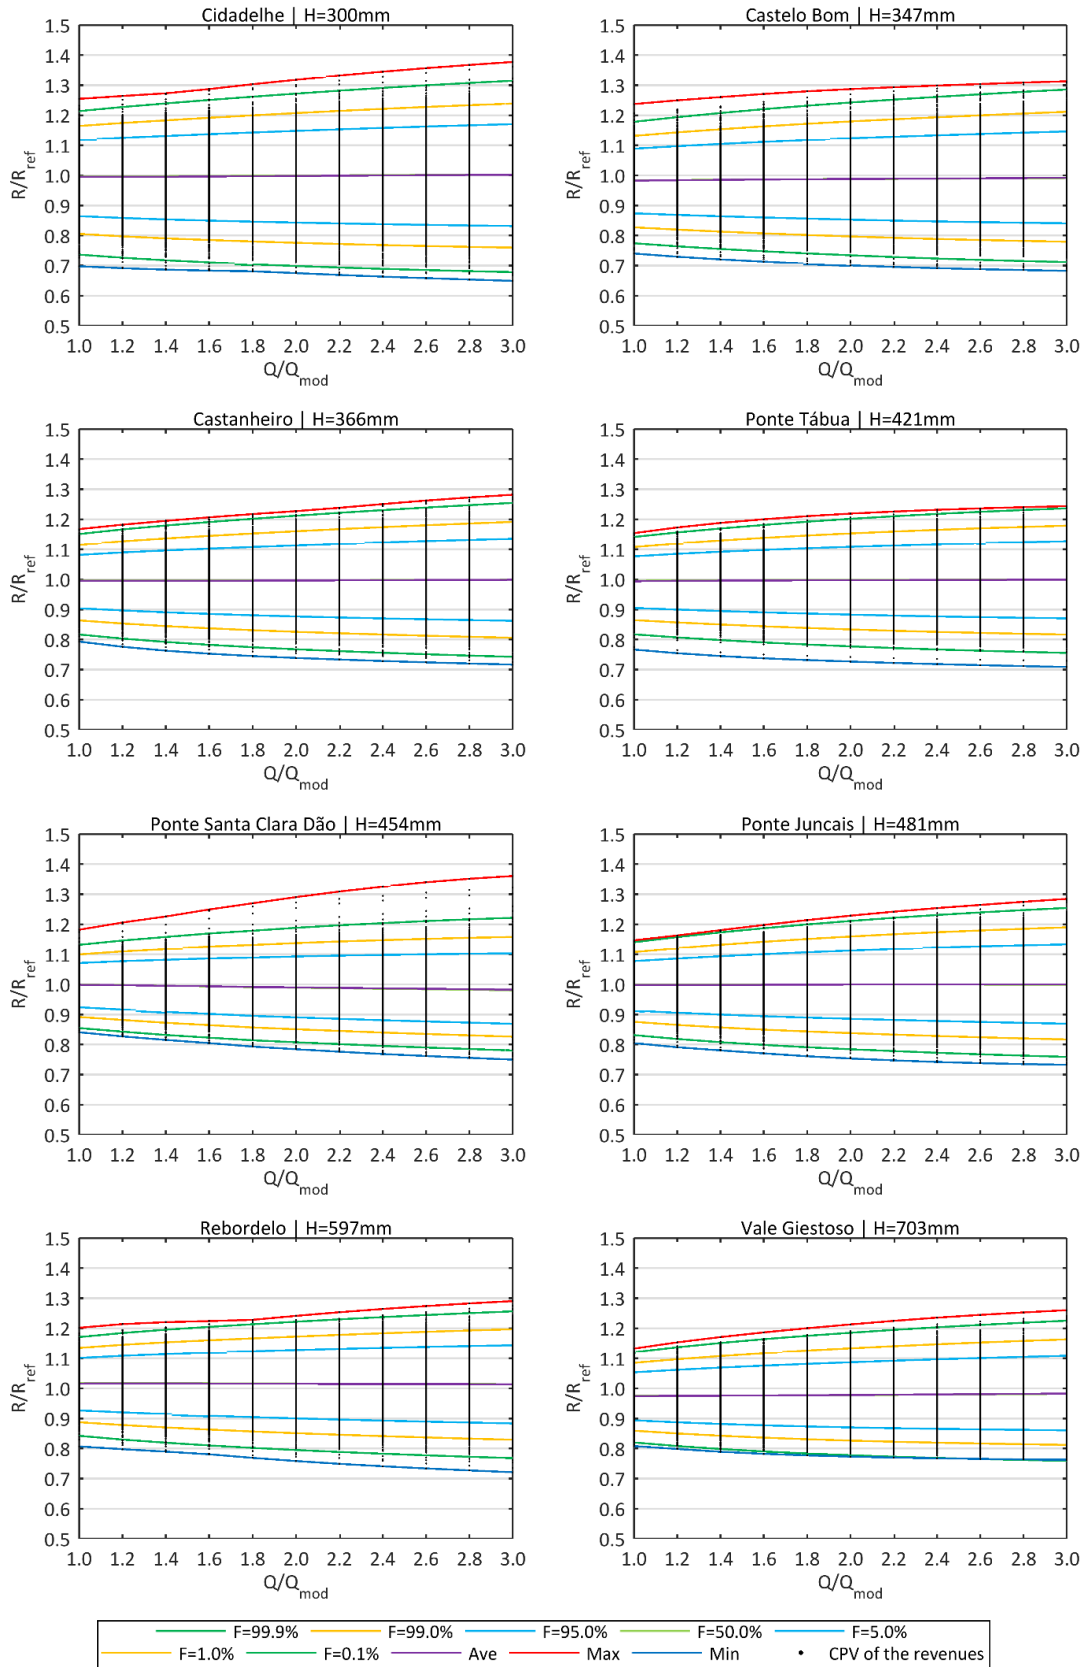 Cidadelhe | H=300mm
1.5
1.4
1.3
1.2
1.1
1.0
0.9
0.8
0.7
0.6
0.5
R/Rref
1.0 1.2 1.4 1.6 1.8 2.0 2.2 2.4 2.6 2.8 3.0
Q/Qmod
Castelo Bom | H=347mm
1.5
1.4
1.3
1.2
1.1
1.0
0.9
0.8
0.7
0.6
0.5
R/Rref
1.0 1.2 1.4 1.6 1.8 2.0 2.2 2.4 2.6 2.8 3.0
Q/Qmod
Castanheiro | H=366mm
1.5
1.4
1.3
1.2
1.1
1.0
0.9
0.8
0.7
0.6
0.5
R/Rref
1.0 1.2 1.4 1.6 1.8 2.0 2.2 2.4 2.6 2.8 3.0
Q/Qmod
Ponte Tábua | H=421mm
1.5
1.4
1.3
1.2
1.1
1.0
0.9
0.8
0.7
0.6
0.5
R/Rref
1.0 1.2 1.4 1.6 1.8 2.0 2.2 2.4 2.6 2.8 3.0
Q/Qmod
Ponte Santa Clara Dão | H=454mm
1.5
1.4
1.3
1.2
1.1
1.0
0.9
0.8
0.7
0.6
0.5
R/Rref
1.0 1.2 1.4 1.6 1.8 2.0 2.2 2.4 2.6 2.8 3.0
Q/Qmod
Ponte Juncais | H=481mm
1.5
1.4
1.3
1.2
1.1
1.0
0.9
0.8
0.7
0.6
0.5
R/Rref
1.0 1.2 1.4 1.6 1.8 2.0 2.2 2.4 2.6 2.8 3.0
Q/Qmod
Rebordelo | H=597mm
1.5
1.4
1.3
1.2
1.1
1.0
0.9
0.8
0.7
0.6
0.5
R/Rref
1.0 1.2 1.4 1.6 1.8 2.0 2.2 2.4 2.6 2.8 3.0
Q/Qmod
Vale Giestoso | H=703mm
1.5
1.4
1.3
1.2
1.1
1.0
0.9
0.8
0.7
0.6
0.5
R/Rref
1.0 1.2 1.4 1.6 1.8 2.0 2.2 2.4 2.6 2.8 3.0
Q/Qmod
F=99.9% F=99.0% F=95.0% F=50.0% F=5.0%
F=1.0% F=0.1% Ave Max Min CPV of the revenues